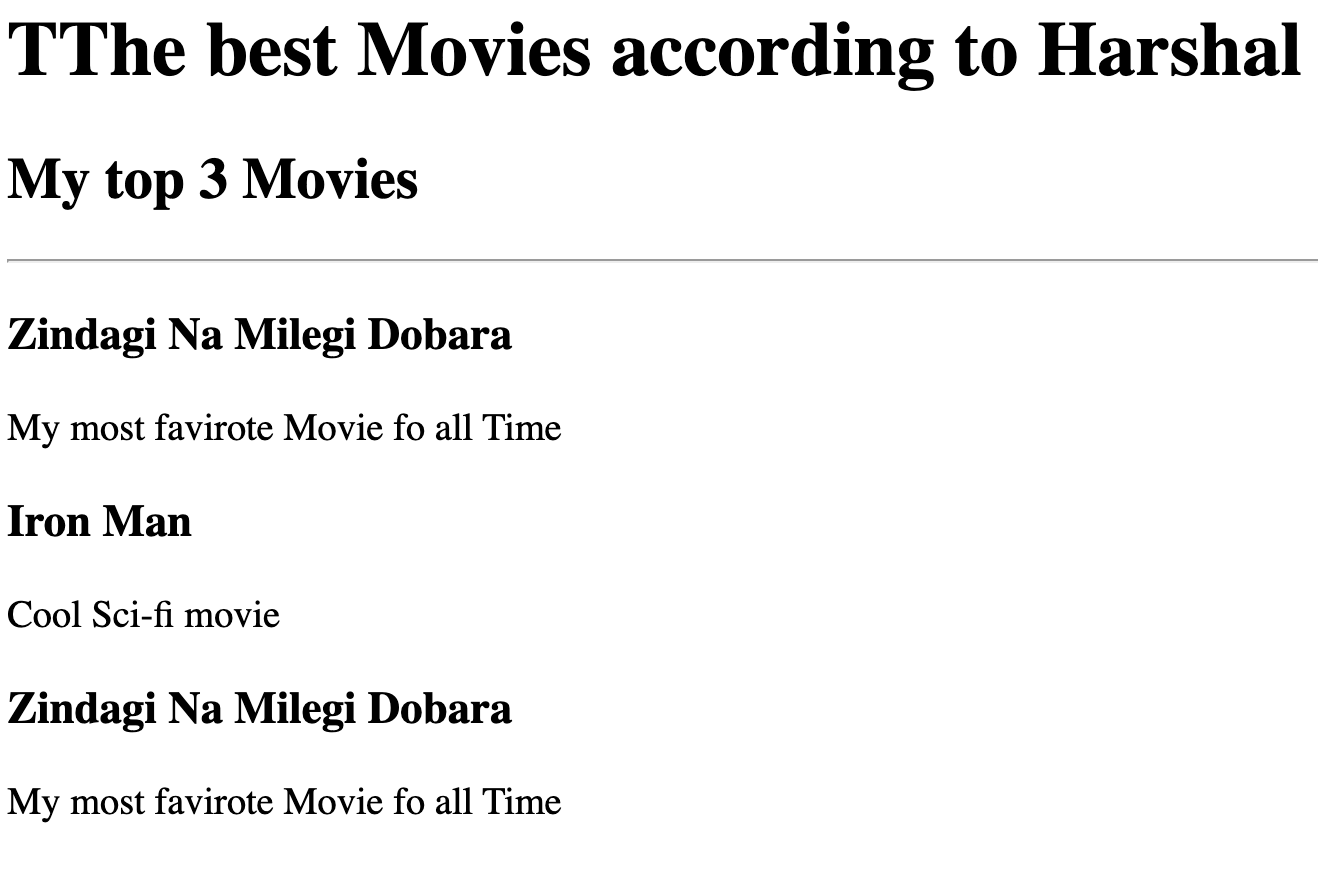 TThe best Movies according to Harshal
My top 3 Movies
Zindagi Na Milegi Dobara
My most favirote Movie fo all Time
Iron Man
Cool Sci-fi movie
Zindagi Na Milegi Dobara
My most favirote Movie fo all Time